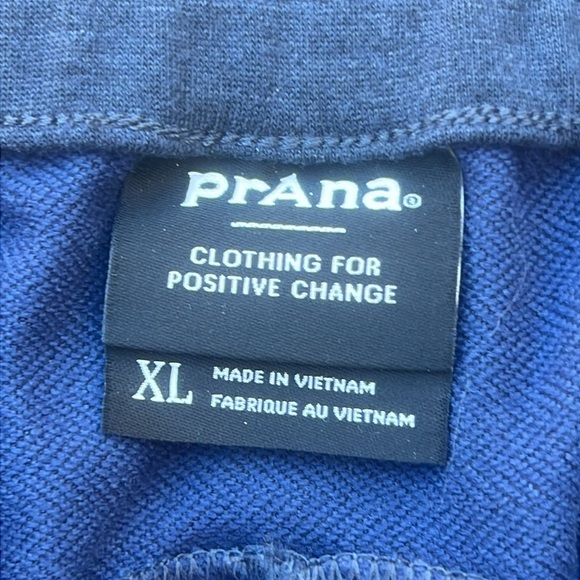 prAna®
CLOTHING FOR
POSITIVE CHANGE
XL
MADE IN VIETNAM
FABRIQUE AU VIETNAM